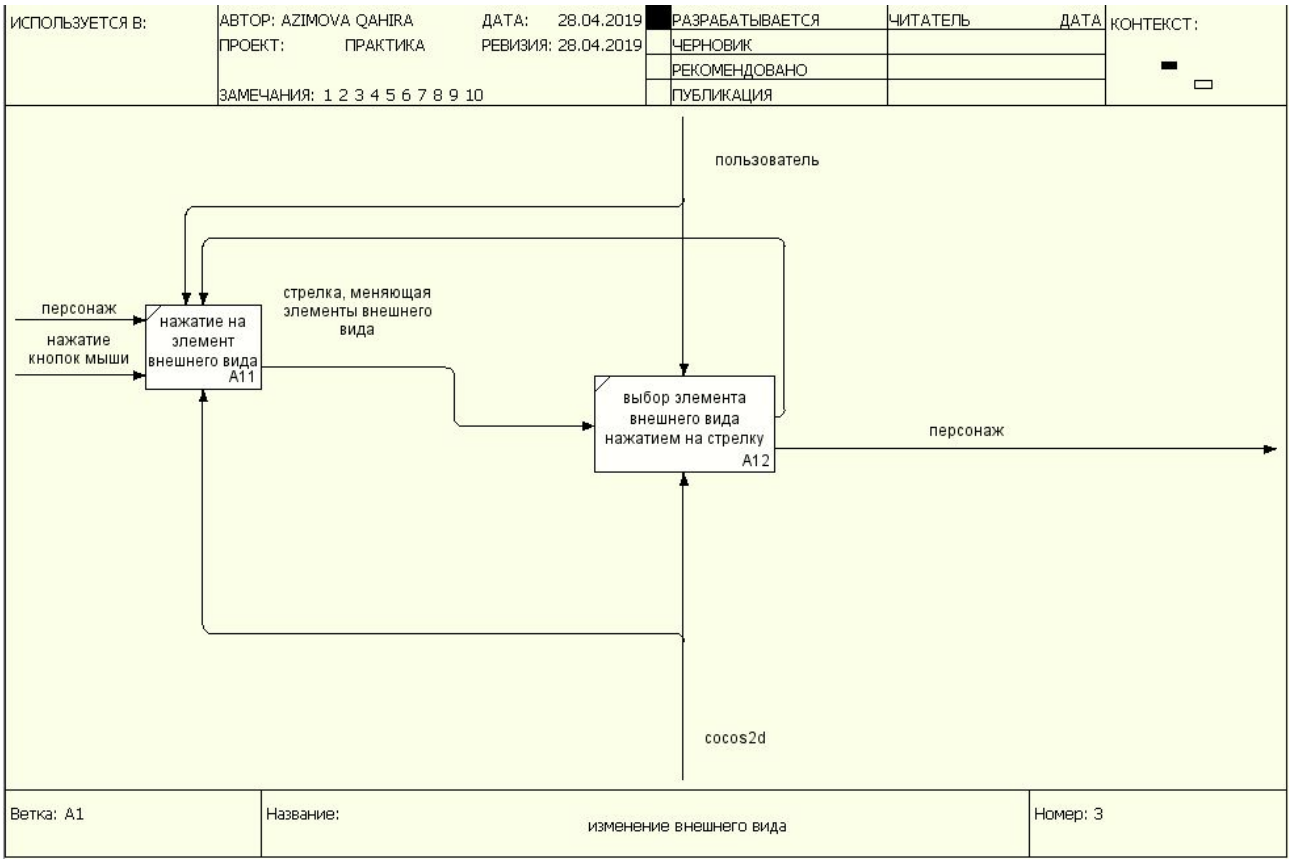 ИСПОЛЬЗУЕТСЯ В:
АВТОР: AZIMOVA QAHIRA
ДАТА: 28.04.2019
ПРОЕКТ: ПРАКТИКА
РЕВИЗИЯ: 28.04.2019
ЗАМЕЧАНИЯ: 1 2 3 4 5 6 7 8 9 10
РАЗРАБАТЫВАЕТСЯ
ЧЕРНОВИК
РЕКОМЕНДОВАНО
ПУБЛИКАЦИЯ
ЧИТАТЕЛЬ
ДАТА
КОНТЕКСТ:
пользователь
персонаж
нажатие
кнопок мыши
нажатие на
элемент
внешнего вида
A11
стрелка, меняющая
элементы внешнего
вида
выбор элемента
внешнего вида
нажатием на стрелку
A12
персонаж
cocos2d
Ветка: A1
Название:
изменение внешнего вида
Номер: 3